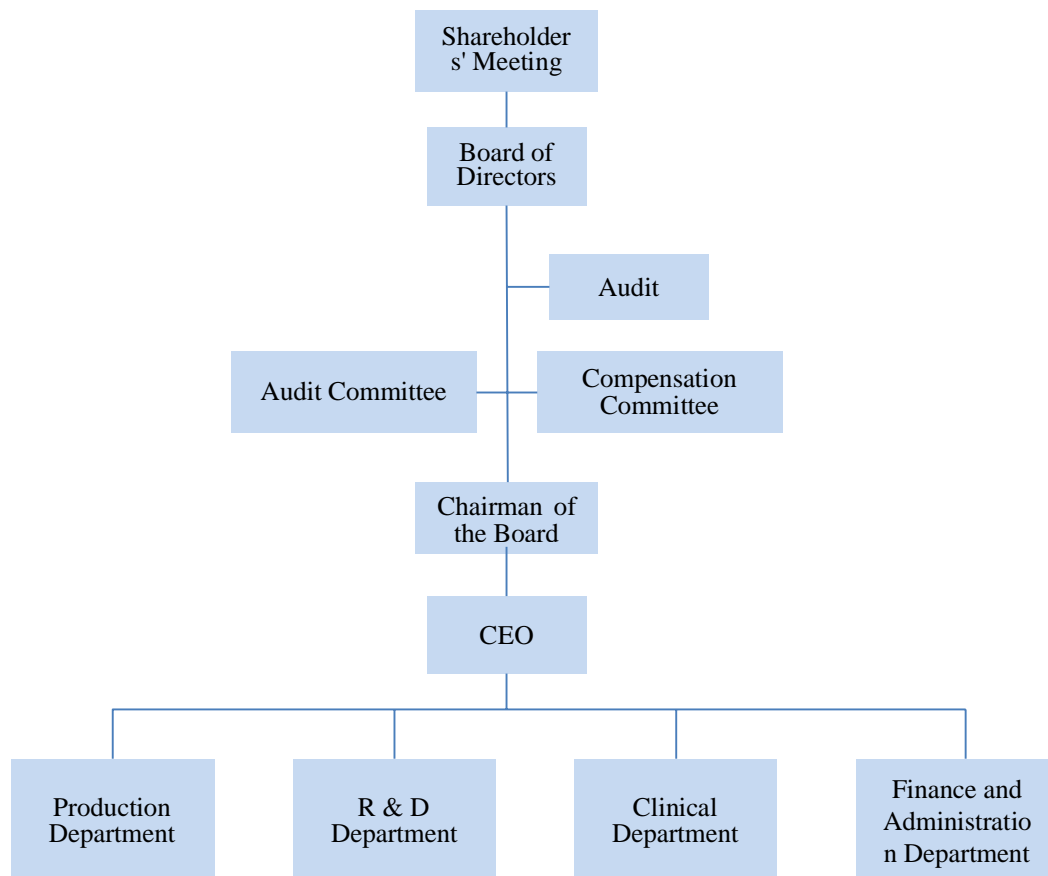 Shareholder
s' Meeting
Board of
Directors
Audit
Audit Committee
Compensation
Committee
Chairman of
the Board
CEO
Production
Department
R & D
Department
Clinical
Department
Finance and
Administratio
n Department